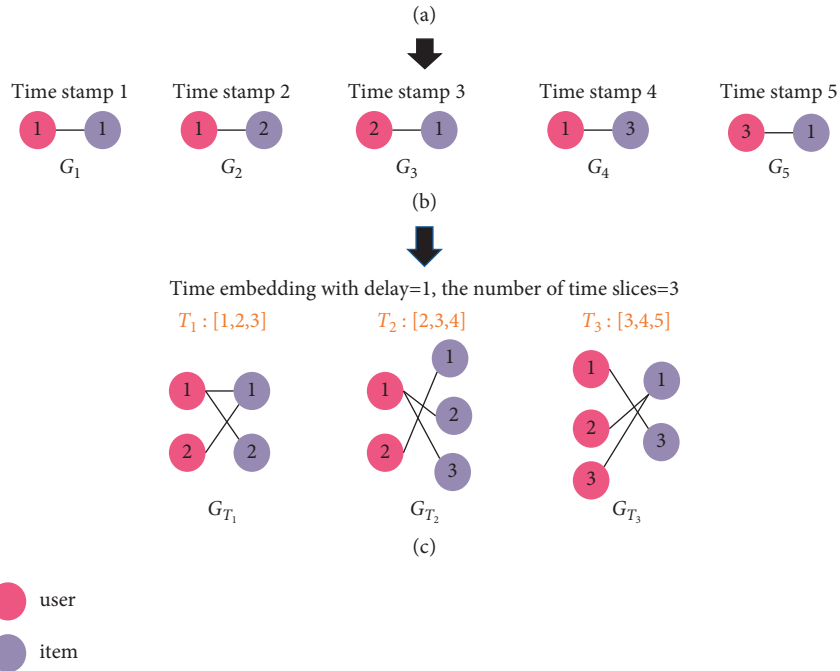 (a)
Time stamp 1 Time stamp 2 Time stamp 3 Time stamp 4 Time stamp 5
1 1 1 2 2 1 1 3 3 1
G1 G2 G3 G4 G5
(b)
Time embedding with delay=1, the number of time slices=3
T1 : [1,2,3] T2 : [2,3,4] T3 : [3,4,5]
1 1 2 2
1 2 1 2 3
1 2 3 1 3
GT1 GT2 GT3
(c)
user
item